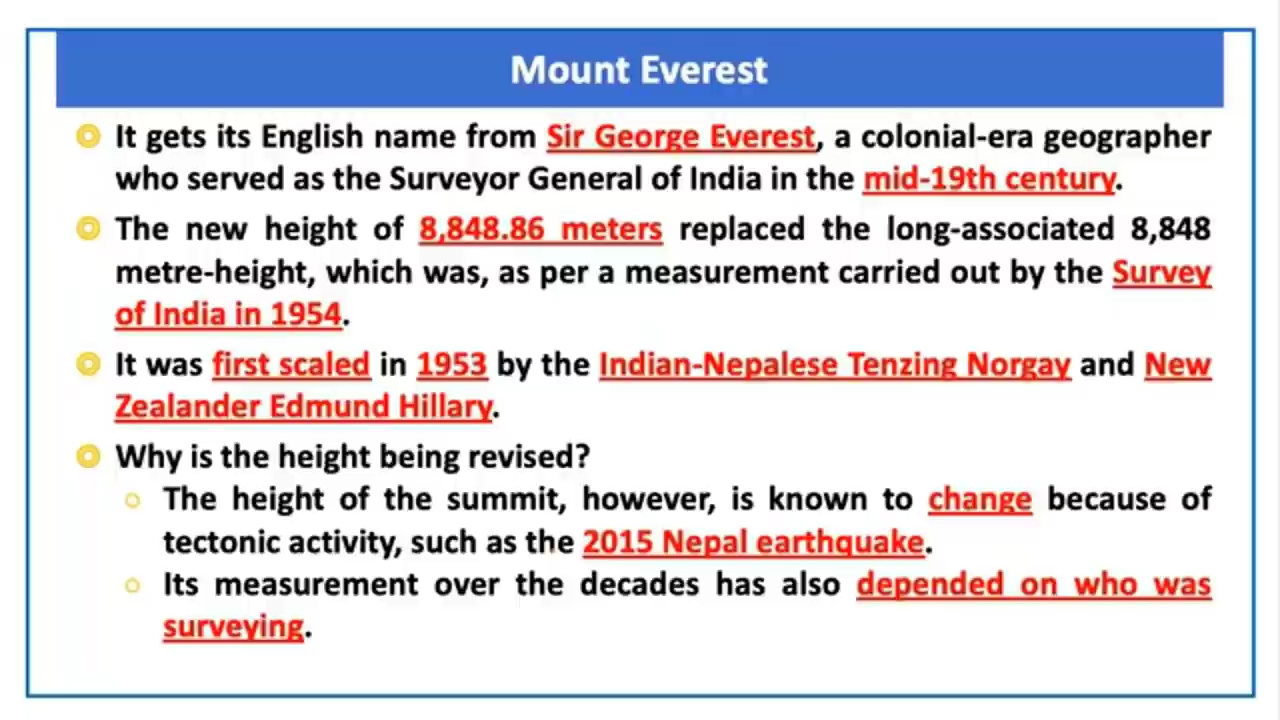 Mount Everest
It gets its English name from Sir George Everest, a colonial-era geographer
who served as the Surveyor General of India in the mid-19th century.
The new height of 8,848.86 meters replaced the long-associated 8,848
metre-height, which was, as per a measurement carried out by the Survey
of India in 1954.
It was first scaled in 1953 by the Indian-Nepalese Tenzing Norgay and New
Zealander Edmund Hillary.
Why is the height being revised?
The height of the summit, however, is known to change because of
tectonic activity, such as the 2015 Nepal earthquake.
Its measurement over the decades has also depended on who was
surveying.